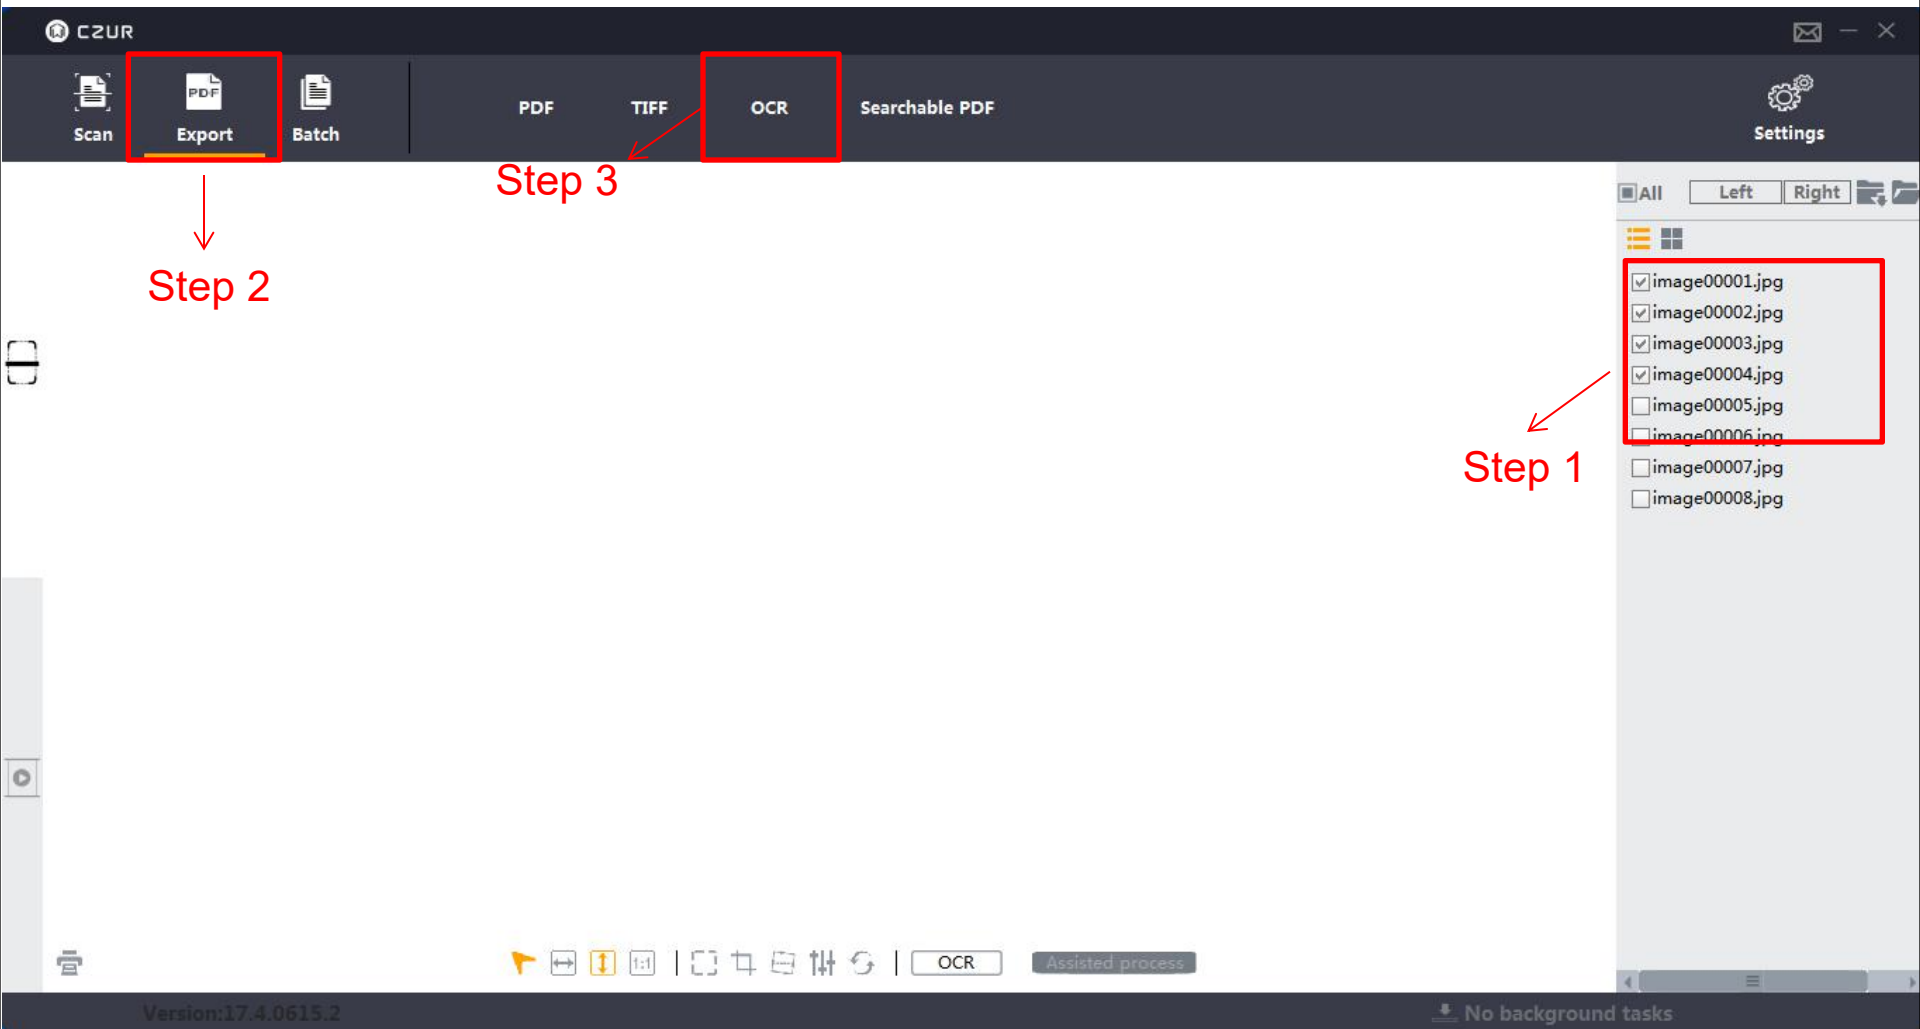 CZUR
Scan
PDF
Export
Batch
PDF
TIFF
OCR
Searchable PDF
Settings
Step 3
Step 2
All
Left
Right
image00001.jpg
image00002.jpg
image00003.jpg
image00004.jpg
image00005.jpg
image00006.jpg
image00007.jpg
image00008.jpg
Step 1
1:1
OCR
Assisted process
Version:17.4.0615.2
No background tasks